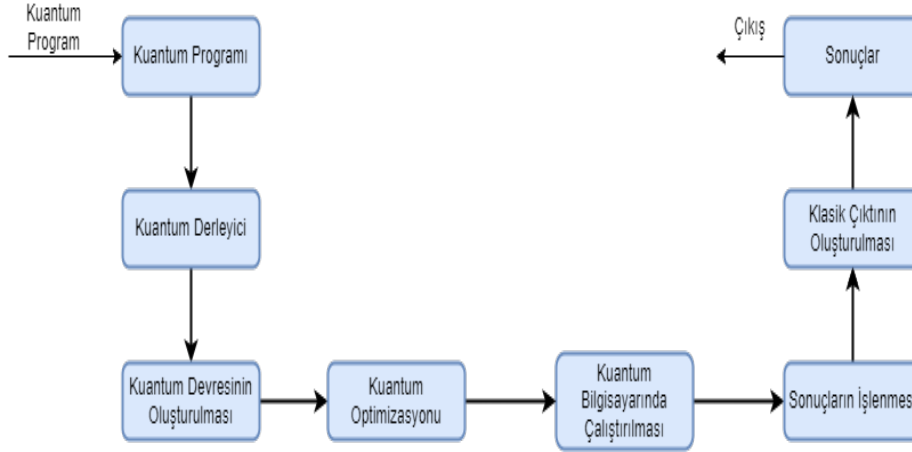 Kuantum
Program
Kuantum Programı
Kuantum Derleyici
Kuantum Devresinin
Oluşturulması
Kuantum
Optimizasyonu
Kuantum
Bilgisayarında
Çalıştırılması
Sonuçların İşlenmes
Klasik Çıktının
Oluşturulması
Sonuçlar
Çıkış